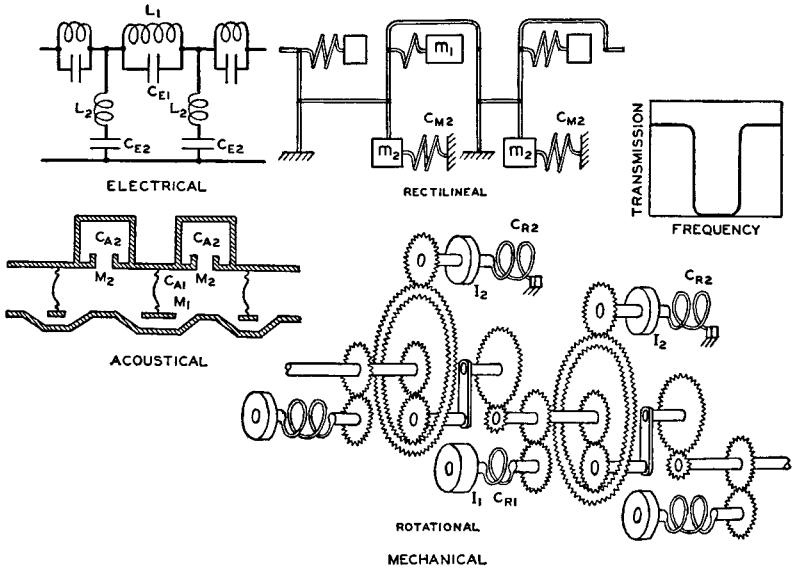 L1
CE1
L2
L2
CE2
CE2
ELECTRICAL
m1
CM2
CM2
m2
m2
RECTILINEAL
TRANSMISSION
FREQUENCY
CA2
CA2
M2
CA1
M2
M1
ACOUSTICAL
CR2
I2
CR2
I2
I1
CR1
ROTATIONAL
MECHANICAL